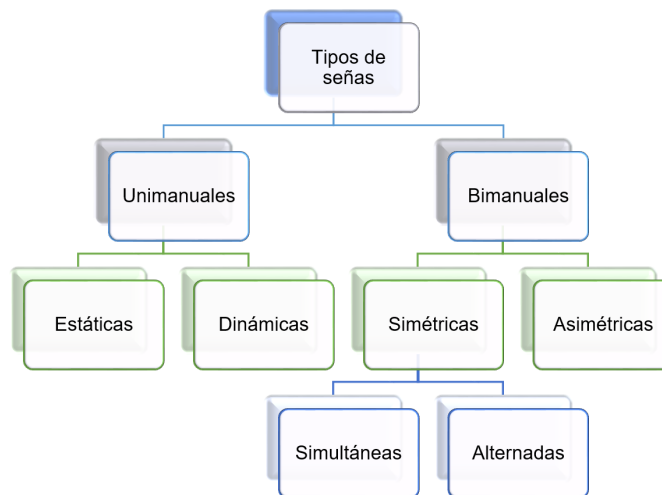 Tipos de
señas
Unimanuales
Bimanuales
Estáticas
Dinámicas
Simétricas
Asimétricas
Simultáneas
Alternadas